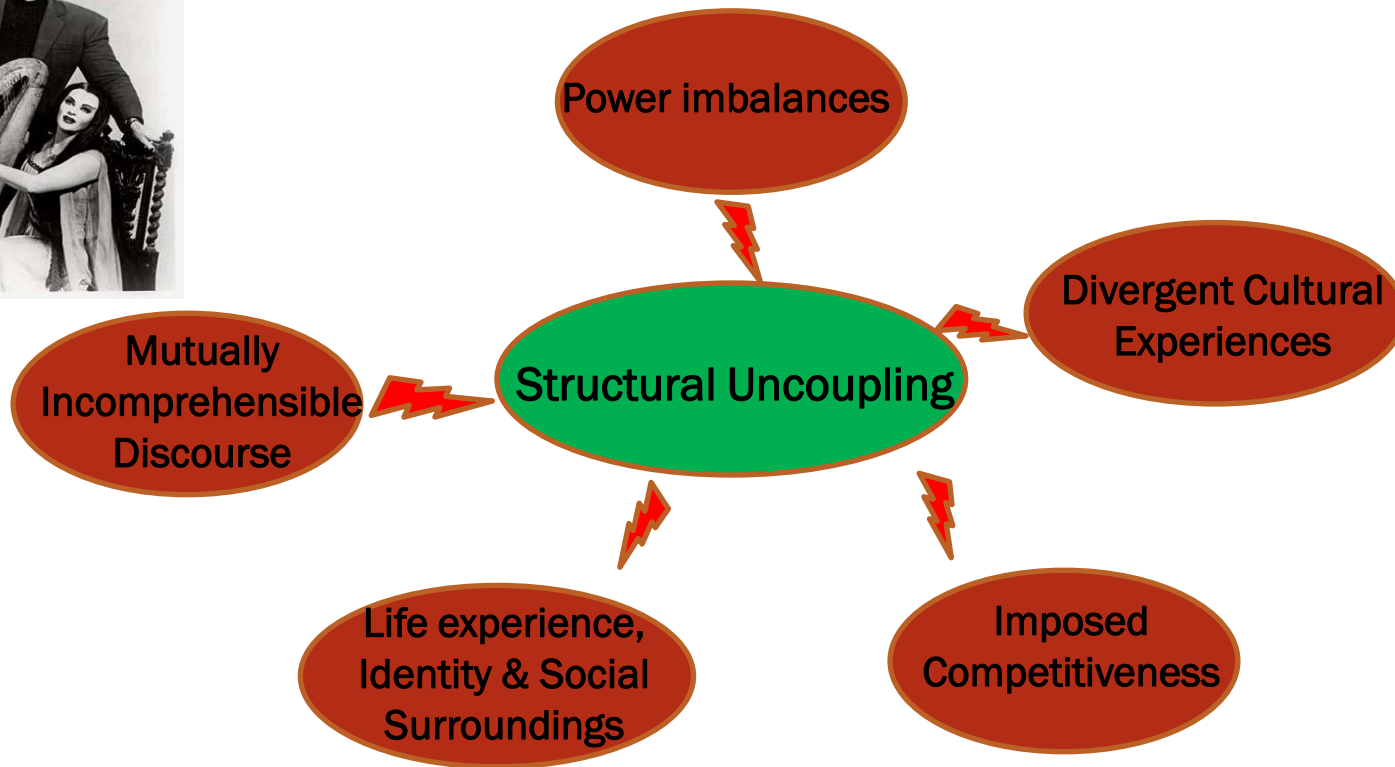 Power imbalances
Divergent Cultural
Experiences
Mutually
Incomprehensible
Discourse
Structural Uncoupling
Life experience,
Identity & Social
Surroundings
Imposed
Competitiveness